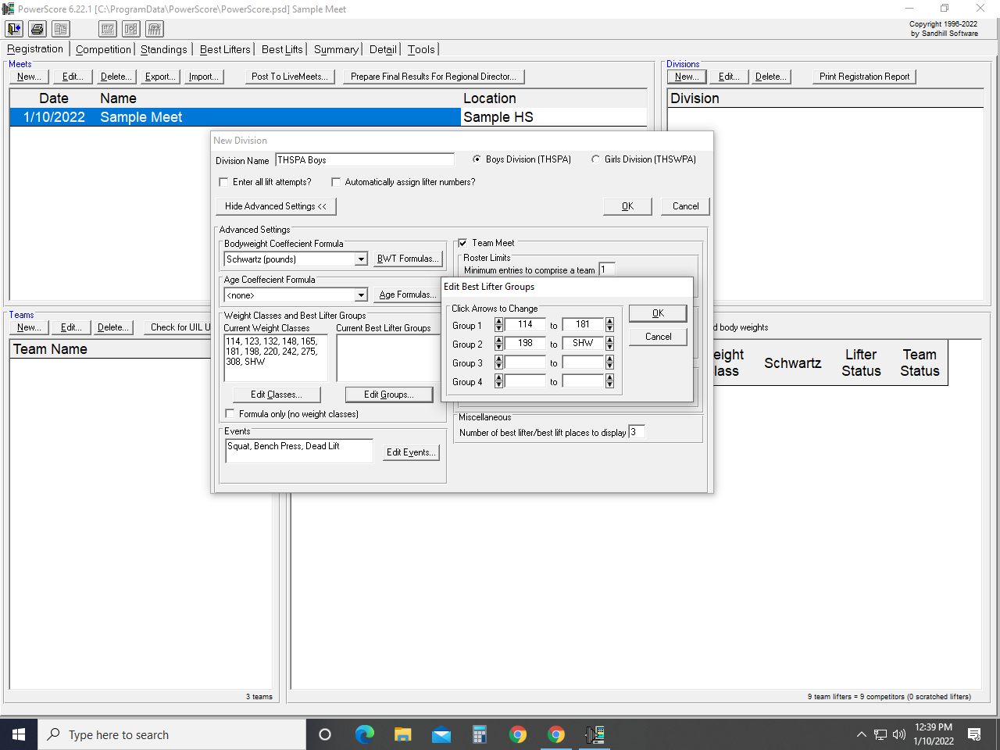 PowerScore 6.22.1 [C:\ProgramData\PowerScore\PowerScore.psd] Sample Meet
Copyright 1996-2022
by Sandhill Software
Registration Competition Standings Best Lifters Best Lifts Summary Detail Tools
Meets
New... Edit... Delete... Export... Import... Post To LiveMeets... Prepare Final Results For Regional Director...
Date Name Location
1/10/2022 Sample Meet Sample HS
Divisions
New... Edit... Delete... Print Registration Report
Division
New Division
Division Name THSPA Boys Boys Division (THSPA) Girls Division (THSWPA)
Enter all lift attempts? Automatically assign lifter numbers?
Hide Advanced Settings << OK Cancel
Advanced Settings
Bodyweight Coeffecient Formula
Schwartz (pounds) BWT Formulas...
Age Coeffecient Formula
<none> Age Formulas...
Weight Classes and Best Lifter Groups
Current Weight Classes Current Best Lifter Groups
114, 123, 132, 148, 165,
181, 198, 220, 242, 275,
308, SHW
Edit Classes... Edit Groups...
Formula only (no weight classes)
Events
Squat, Bench Press, Dead Lift
Edit Events...
Team Meet
Roster Limits
Minimum entries to comprise a team 1
Miscellaneous
Number of best lifter/best lift places to display 3
Edit Best Lifter Groups
Click Arrows to Change
Group 1 114 to 181
Group 2 198 to SHW
Group 3 to
Group 4 to
OK
Cancel
Teams
New... Edit... Delete... Check for UIL U
Team Name
3 teams
d body weights
eight
lass
Schwartz
Lifter
Status
Team
Status
9 team lifters = 9 competitors (0 scratched lifters)
Type here to search
12:39 PM
1/10/2022